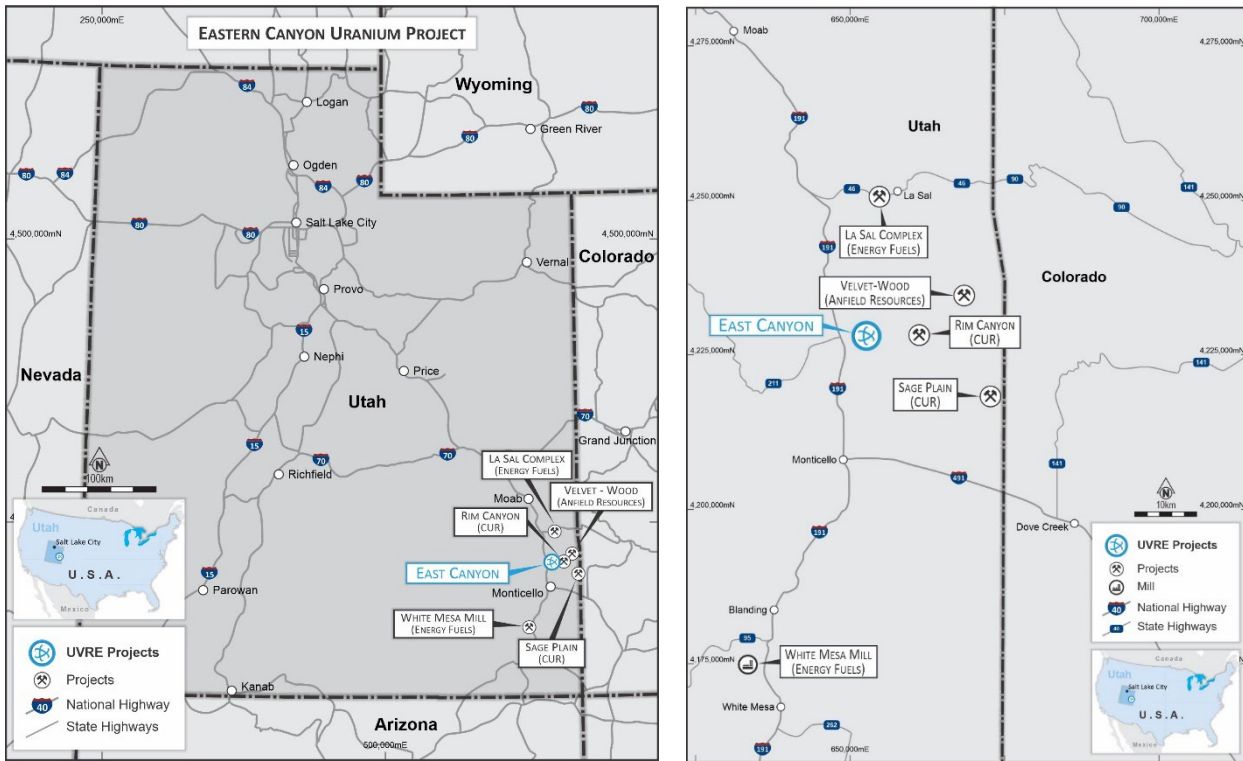 250,000mE
EASTERN CANYON URANIUM PROJECT
Wyoming
84
Logan
80
Green River
80
Ogden
80
84
84
80
Salt Lake City
80
80
4,500,000mN
4,500,000mN
Colorado
Vernal
Provo
15
Nephi
Nevada
Price
Utah
70
15
Grand Junction
70
70
LA SAL COMPLEX
(ENERGY FUELS)
Richfield
N
100km
Moab
VELVET - WOOD
(ANFIELD RESOURCES)
RIM CANYON
(CUR)
Canada
Utah
Salt Lake City
U.S.A.
Mexico
15
EAST CANYON
Parowan
Monticello
WHITE MESA MILL
(ENERGY FUELS)
SAGE PLAIN
(CUR)
UVRE Projects
Projects
40
National Highway
State Highways
Kanab
Arizona
500,000mE
650,000mE
700,000mE
Moab
4,275,000mN
4,275,000mN
191
Utah
46
46
90
141
La Sal
4,250,000mN
4,250,000mN
90
LA SAL COMPLEX
(ENERGY FUELS)
191
Colorado
VELVET-WOOD
(ANFIELD RESOURCES)
EAST CANYON
RIM CANYON
(CUR)
4,225,000mN
4,225,000mN
141
211
191
SAGE PLAIN
(CUR)
Monticello
141
491
N
10km
4,200,000mN
4,200,000mN
Dove Creek
191
UVRE Projects
Projects
Mill
40
National Highway
40
State Highways
Blanding
95
4,175,000mN
WHITE MESA MILL
(ENERGY FUELS)
White Mesa
262
191
650,000mE
Canada
Utah
Salt Lake City
U.S.A.
Mexico